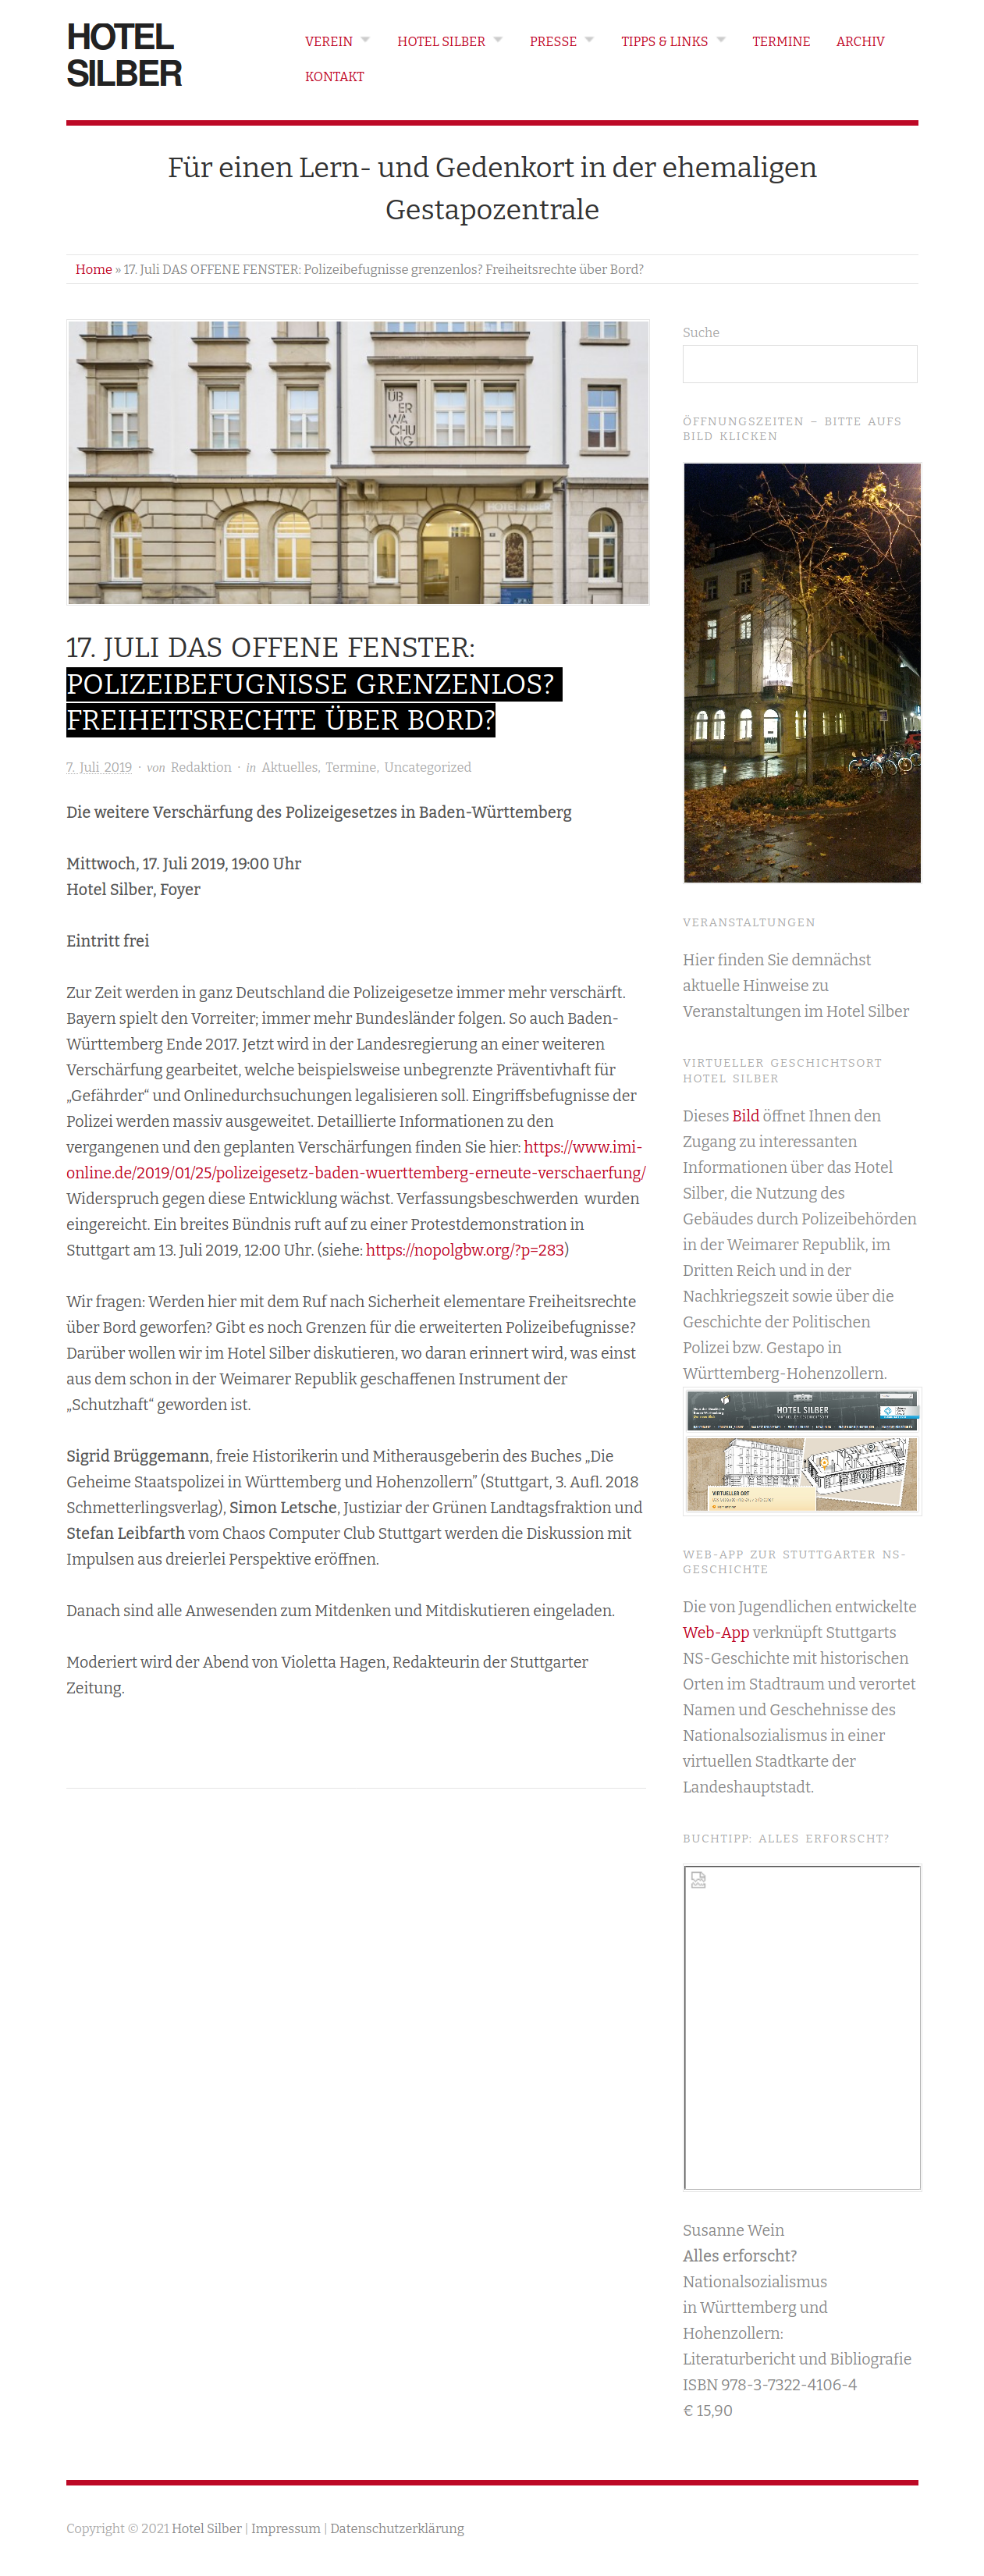 HOTEL
SILBER
VEREIN
HOTEL SILBER
PRESSE
TIPPS & LINKS
TERMINE
ARCHIV
KONTAKT
Für einen Lern- und Gedenkort in der ehemaligen
Gestapozentrale
Home » 17. Juli DAS OFFENE FENSTER: Polizeibefugnisse grenzenlos? Freiheitsrechte über Bord?
ÜB
ER
WA
CHU
NG
HOTEL SILBER
17. JULI DAS OFFENE FENSTER:
POLIZEIBEFUGNISSE GRENZENLOS?
FREIHEITSRECHTE ÜBER BORD?
7. Juli 2019 · von Redaktion · in Aktuelles, Termine, Uncategorized
Die weitere Verschärfung des Polizeigesetzes in Baden-Württemberg
Mittwoch, 17. Juli 2019, 19:00 Uhr
Hotel Silber, Foyer
Eintritt frei
Zur Zeit werden in ganz Deutschland die Polizeigesetze immer mehr verschärft.
Bayern spielt den Vorreiter; immer mehr Bundesländer folgen. So auch Baden-
Württemberg Ende 2017. Jetzt wird in der Landesregierung an einer weiteren
Verschärfung gearbeitet, welche beispielsweise unbegrenzte Präventivhaft für
„Gefährder“ und Onlinedurchsuchungen legalisieren soll. Eingriffsbefugnisse der
Polizei werden massiv ausgeweitet. Detaillierte Informationen zu den
vergangenen und den geplanten Verschärfungen finden Sie hier: https://www.imi-
online.de/2019/01/25/polizeigesetz-baden-wuerttemberg-erneute-verschaerfung/
Widerspruch gegen diese Entwicklung wächst. Verfassungsbeschwerden wurden
eingereicht. Ein breites Bündnis ruft auf zu einer Protestdemonstration in
Stuttgart am 13. Juli 2019, 12:00 Uhr. (siehe: https://nopolgbw.org/?p=283)
Wir fragen: Werden hier mit dem Ruf nach Sicherheit elementare Freiheitsrechte
über Bord geworfen? Gibt es noch Grenzen für die erweiterten Polizeibefugnisse?
Darüber wollen wir im Hotel Silber diskutieren, wo daran erinnert wird, was einst
aus dem schon in der Weimarer Republik geschaffenen Instrument der
„Schutzhaft“ geworden ist.
Sigrid Brüggemann, freie Historikerin und Mitherausgeberin des Buches „Die
Geheime Staatspolizei in Württemberg und Hohenzollern” (Stuttgart, 3. Aufl. 2018
Schmetterlingsverlag), Simon Letsche, Justiziar der Grünen Landtagsfraktion und
Stefan Leibfarth vom Chaos Computer Club Stuttgart werden die Diskussion mit
Impulsen aus dreierlei Perspektive eröffnen.
Danach sind alle Anwesenden zum Mitdenken und Mitdiskutieren eingeladen.
Moderiert wird der Abend von Violetta Hagen, Redakteurin der Stuttgarter
Zeitung.
Suche
ÖFFNUNGSZEITEN – BITTE AUFS
BILD KLICKEN
VERANSTALTUNGEN
Hier finden Sie demnächst
aktuelle Hinweise zu
Veranstaltungen im Hotel Silber
VIRTUELLER GESCHICHTSORT
HOTEL SILBER
Dieses Bild öffnet Ihnen den
Zugang zu interessanten
Informationen über das Hotel
Silber, die Nutzung des
Gebäudes durch Polizeibehörden
in der Weimarer Republik, im
Dritten Reich und in der
Nachkriegszeit sowie über die
Geschichte der Politischen
Polizei bzw. Gestapo in
Württemberg-Hohenzollern.
HOTEL SILBER
VIRTUELLER ORT
WEB-APP ZUR STUTTGARTER NS-
GESCHICHTE
Die von Jugendlichen entwickelte
Web-App verknüpft Stuttgarts
NS-Geschichte mit historischen
Orten im Stadtraum und verortet
Namen und Geschehnisse des
Nationalsozialismus in einer
virtuellen Stadtkarte der
Landeshauptstadt.
BUCHTIPP: ALLES ERFORSCHT?
Susanne Wein
Alles erforscht?
Nationalsozialismus
in Württemberg und
Hohenzollern:
Literaturbericht und Bibliografie
ISBN 978-3-7322-4106-4
€ 15,90
Copyright © 2021 Hotel Silber | Impressum | Datenschutzerklärung